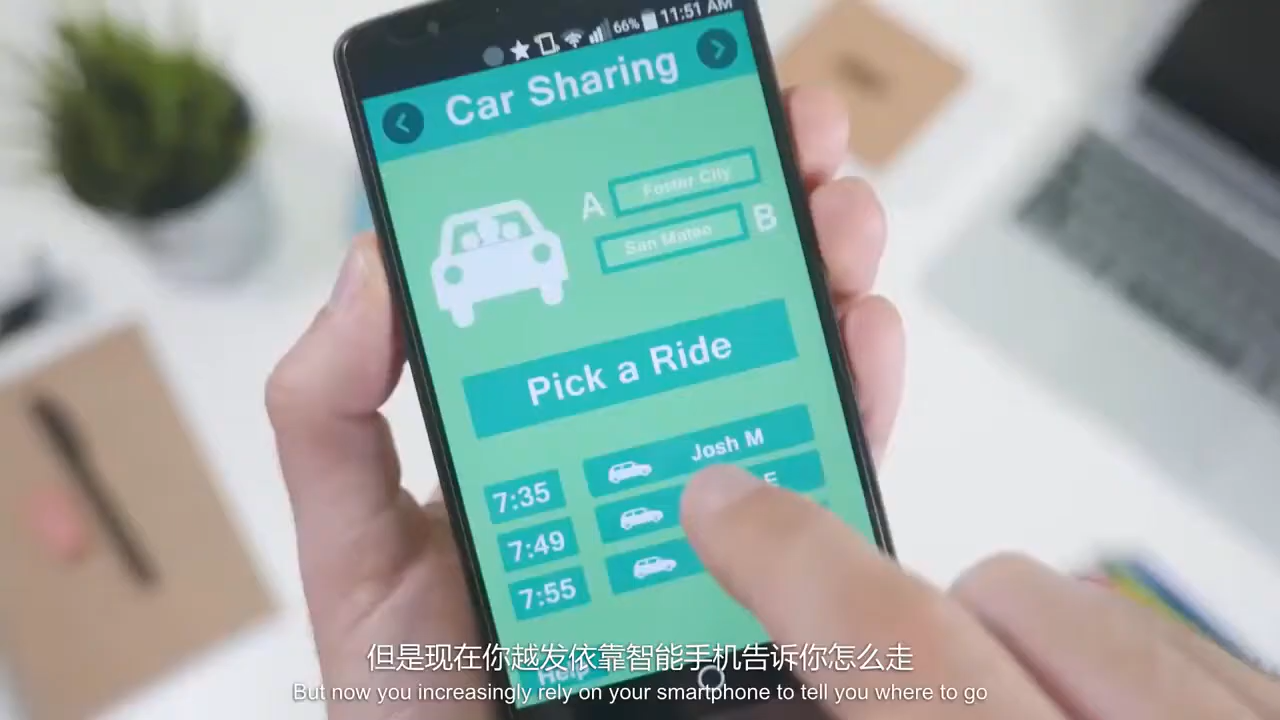 66% 11:51 AM
Car Sharing
A Foster City
San Mateo B
Pick a Ride
7:35 Josh M
7:49 E
7:55
Help
但是现在你越发依靠智能手机告诉你怎么走
But now you increasingly rely on your smartphone to tell you where to go